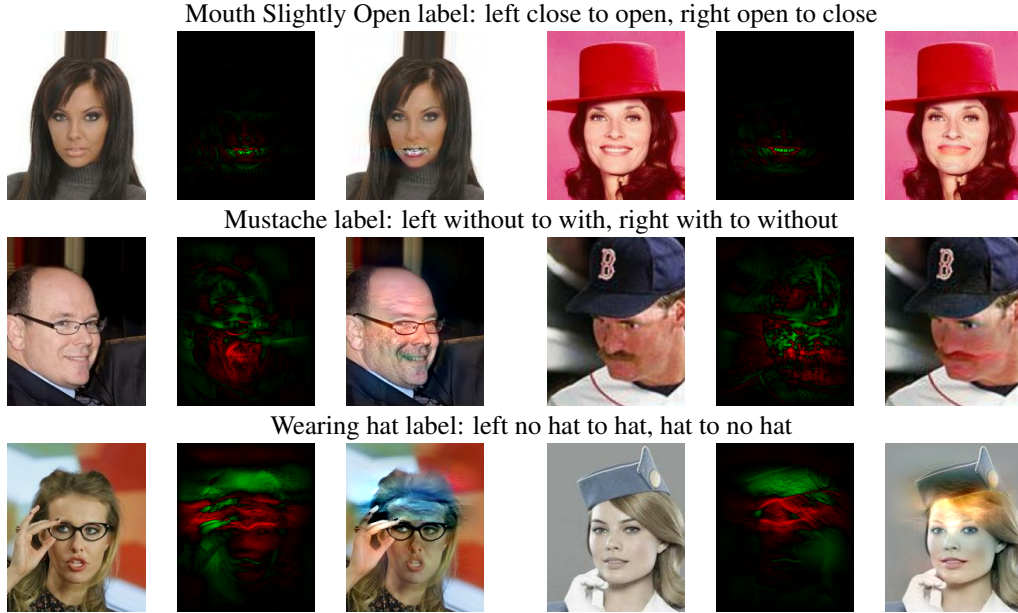 Mouth Slightly Open label: left close to open, right open to close
Mustache label: left without to with, right with to without
B
B
Wearing hat label: left no hat to hat, hat to no hat